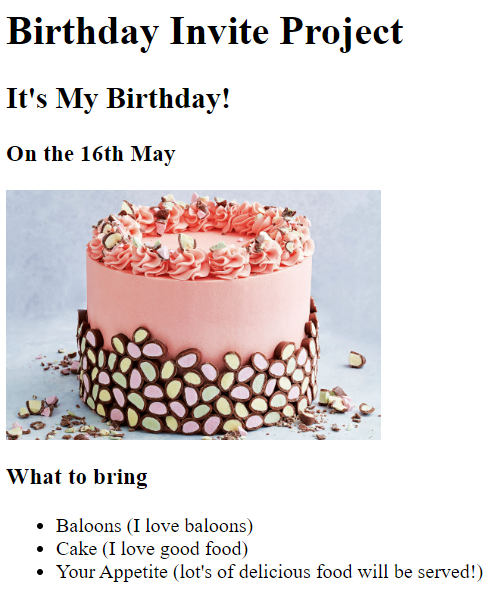 Birthday Invite Project
It's My Birthday!
On the 16th May
What to bring
Baloons (I love baloons)
Cake (I love good food)
Your Appetite (lot's of delicious food will be served!)